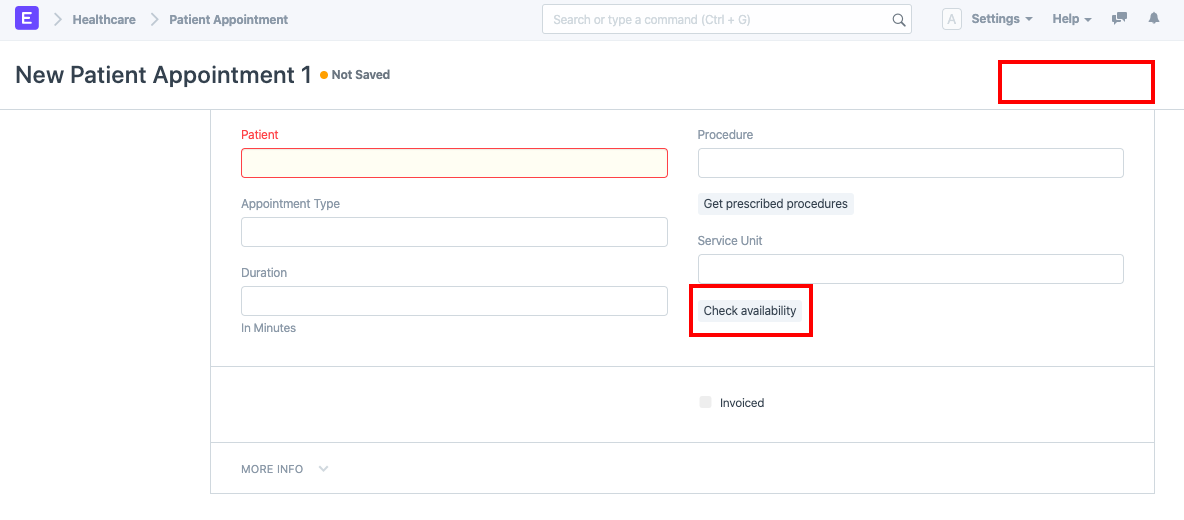 E Healthcare Patient Appointment Search or type a command (Ctrl + G) A Settings Help
New Patient Appointment 1 Not Saved
Patient
Procedure
Get prescribed procedures
Appointment Type
Service Unit
Duration
In Minutes
Check availability
Invoiced
MORE INFO